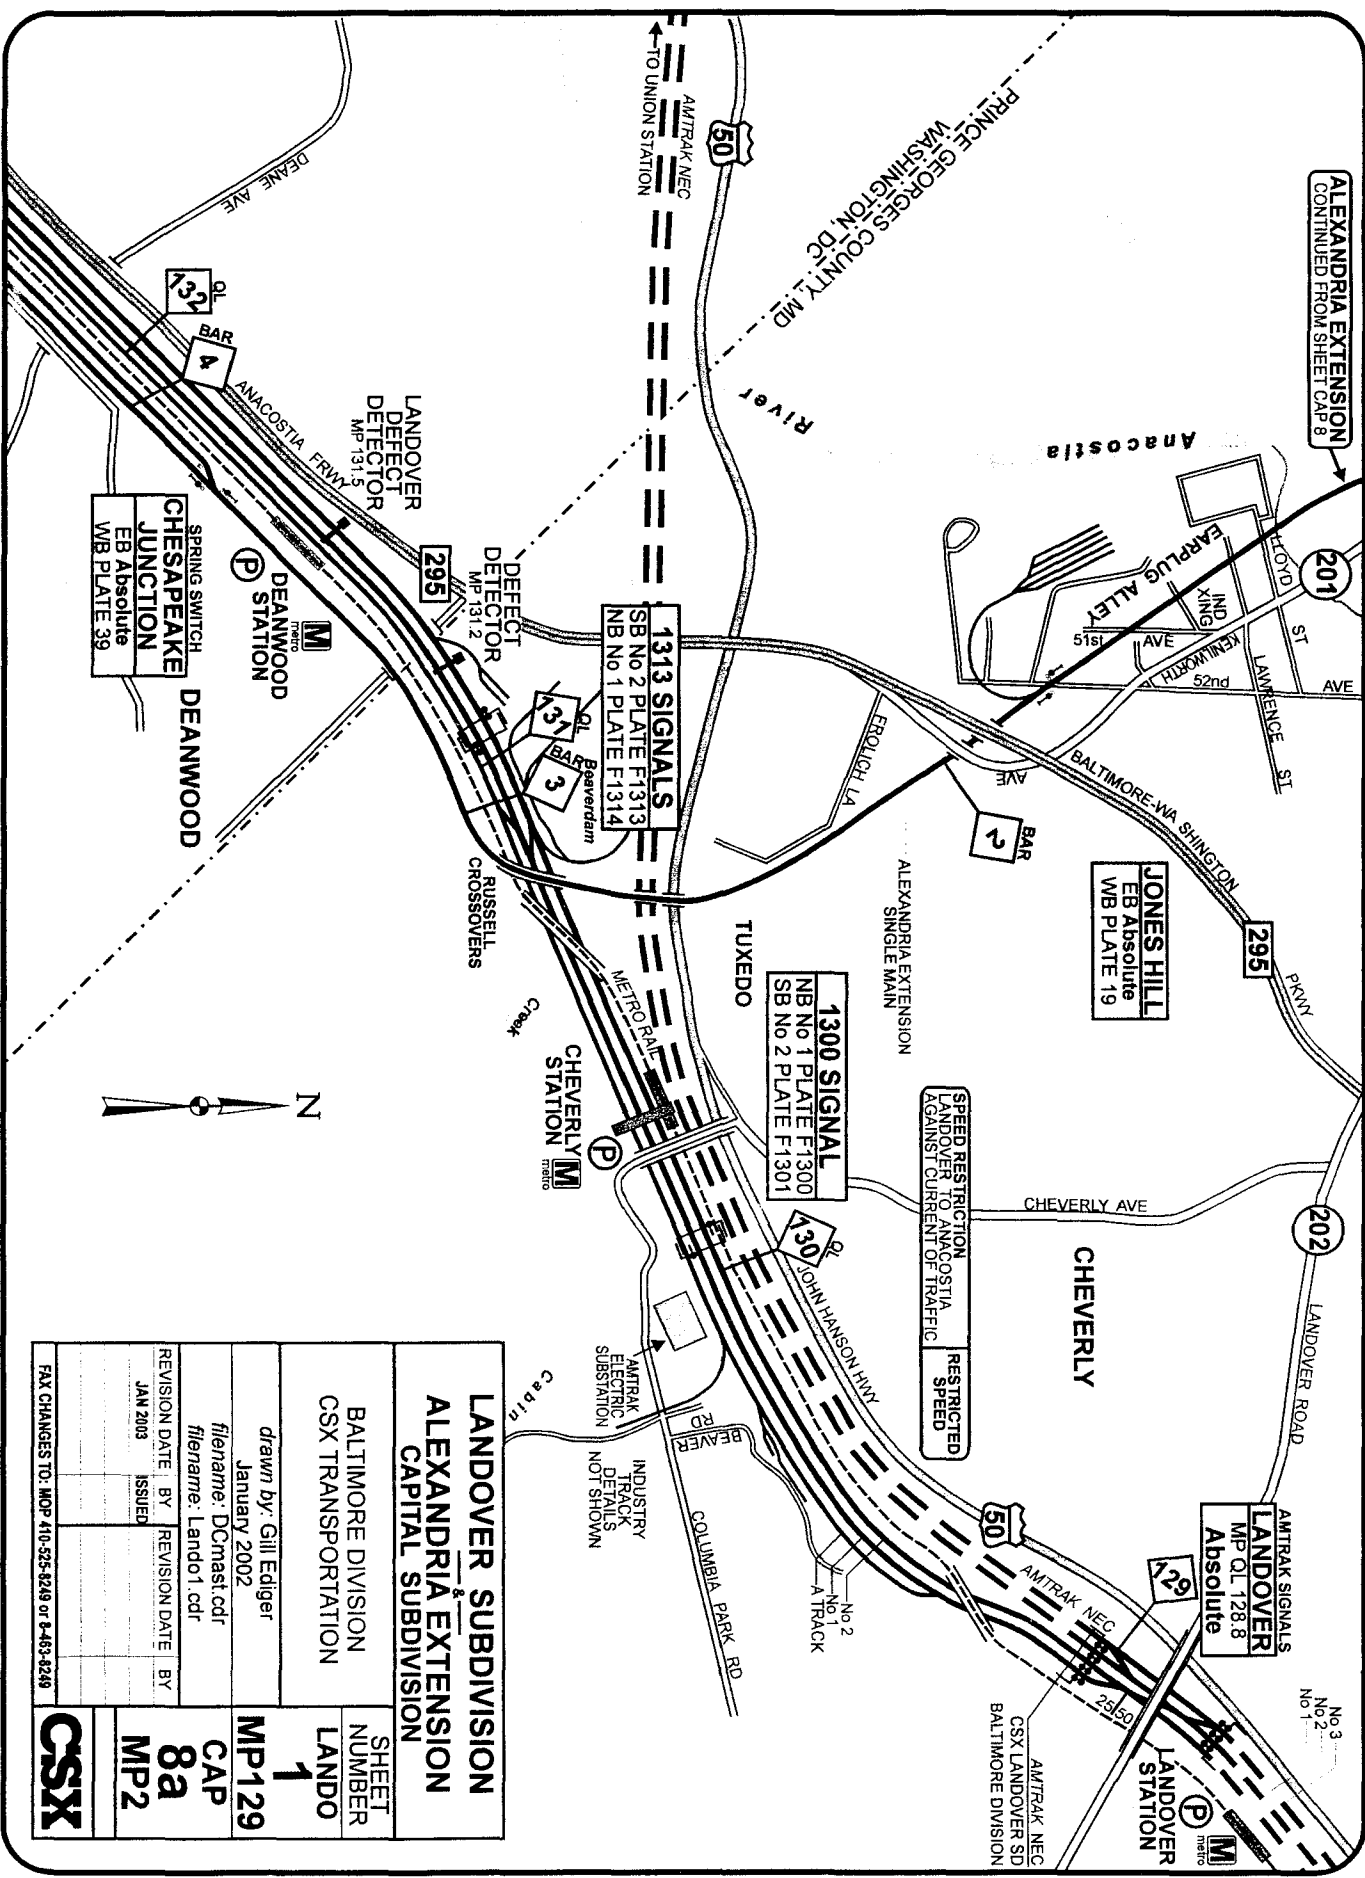 ALEXANDRIA EXTENSION
CONTINUED FROM SHEET CAP 8
PRINCE GEORGES COUNTY, MD
WASHINGTON, DC
AMTRAK NEC
TO UNION STATION
50
DEANE AVE
River
Anacostia
201
LLOYD ST
LAWRENCE ST
IND
XING
EARPLUG ALLEY
51st AVE
KENILWORTH AVE
52nd AVE
FROLICH LA
BALTIMORE-WASHINGTON PKWY
295
BAR
2
ALEXANDRIA EXTENSION
SINGLE MAIN
JONES HILL
EB Absolute
WB PLATE 19
QL
132
BAR
4
ANACOSTIA FRWY
LANDOVER
DEFECT
DETECTOR
MP 131.5
295
DEFECT
DETECTOR
MP 131.2
1313 SIGNALS
SB No 2 PLATE F1313
NB No 1 PLATE F1314
QL
131
BAR
3
Beaverdam
SPRING SWITCH
CHESAPEAKE
JUNCTION
EB Absolute
WB PLATE 39
P
M
metro
DEANWOOD
STATION
DEANWOOD
RUSSELL
CROSSOVERS
TUXEDO
METRO RAIL
Creek
CHEVERLY
STATION
M
metro
P
N
1300 SIGNAL
NB No 1 PLATE F1300
SB No 2 PLATE F1301
QL
130
SPEED RESTRICTION
LANDOVER TO ANACOSTIA
AGAINST CURRENT OF TRAFFIC
RESTRICTED
SPEED
CHEVERLY AVE
CHEVERLY
202
LANDOVER ROAD
JOHN HANSON HWY
AMTRAK
ELECTRIC
SUBSTATION
Cabin
BEAVER RD
INDUSTRY
TRACK
DETAILS
NOT SHOWN
COLUMBIA PARK RD
No 2
No 1
A TRACK
50
AMTRAK NEC
129
AMTRAK SIGNALS
LANDOVER
MP QL 128.8
Absolute
No 3
No 2
No 1
25/50
AMTRAK NEC
CSX LANDOVER SD
BALTIMORE DIVISION
LANDOVER
STATION
P
M
metro
LANDOVER SUBDIVISION
&
ALEXANDRIA EXTENSION
CAPITAL SUBDIVISION
BALTIMORE DIVISION
CSX TRANSPORTATION
drawn by: Gill Ediger
January 2002
filename: DCmast.cdr
filename: Lando1.cdr
REVISION DATE BY REVISION DATE BY
JAN 2003 ISSUED
FAX CHANGES TO: MOP 410-525-8249 or 8-463-8249
SHEET
NUMBER
LANDO
1
MP129
CAP
8a
MP2
CSX